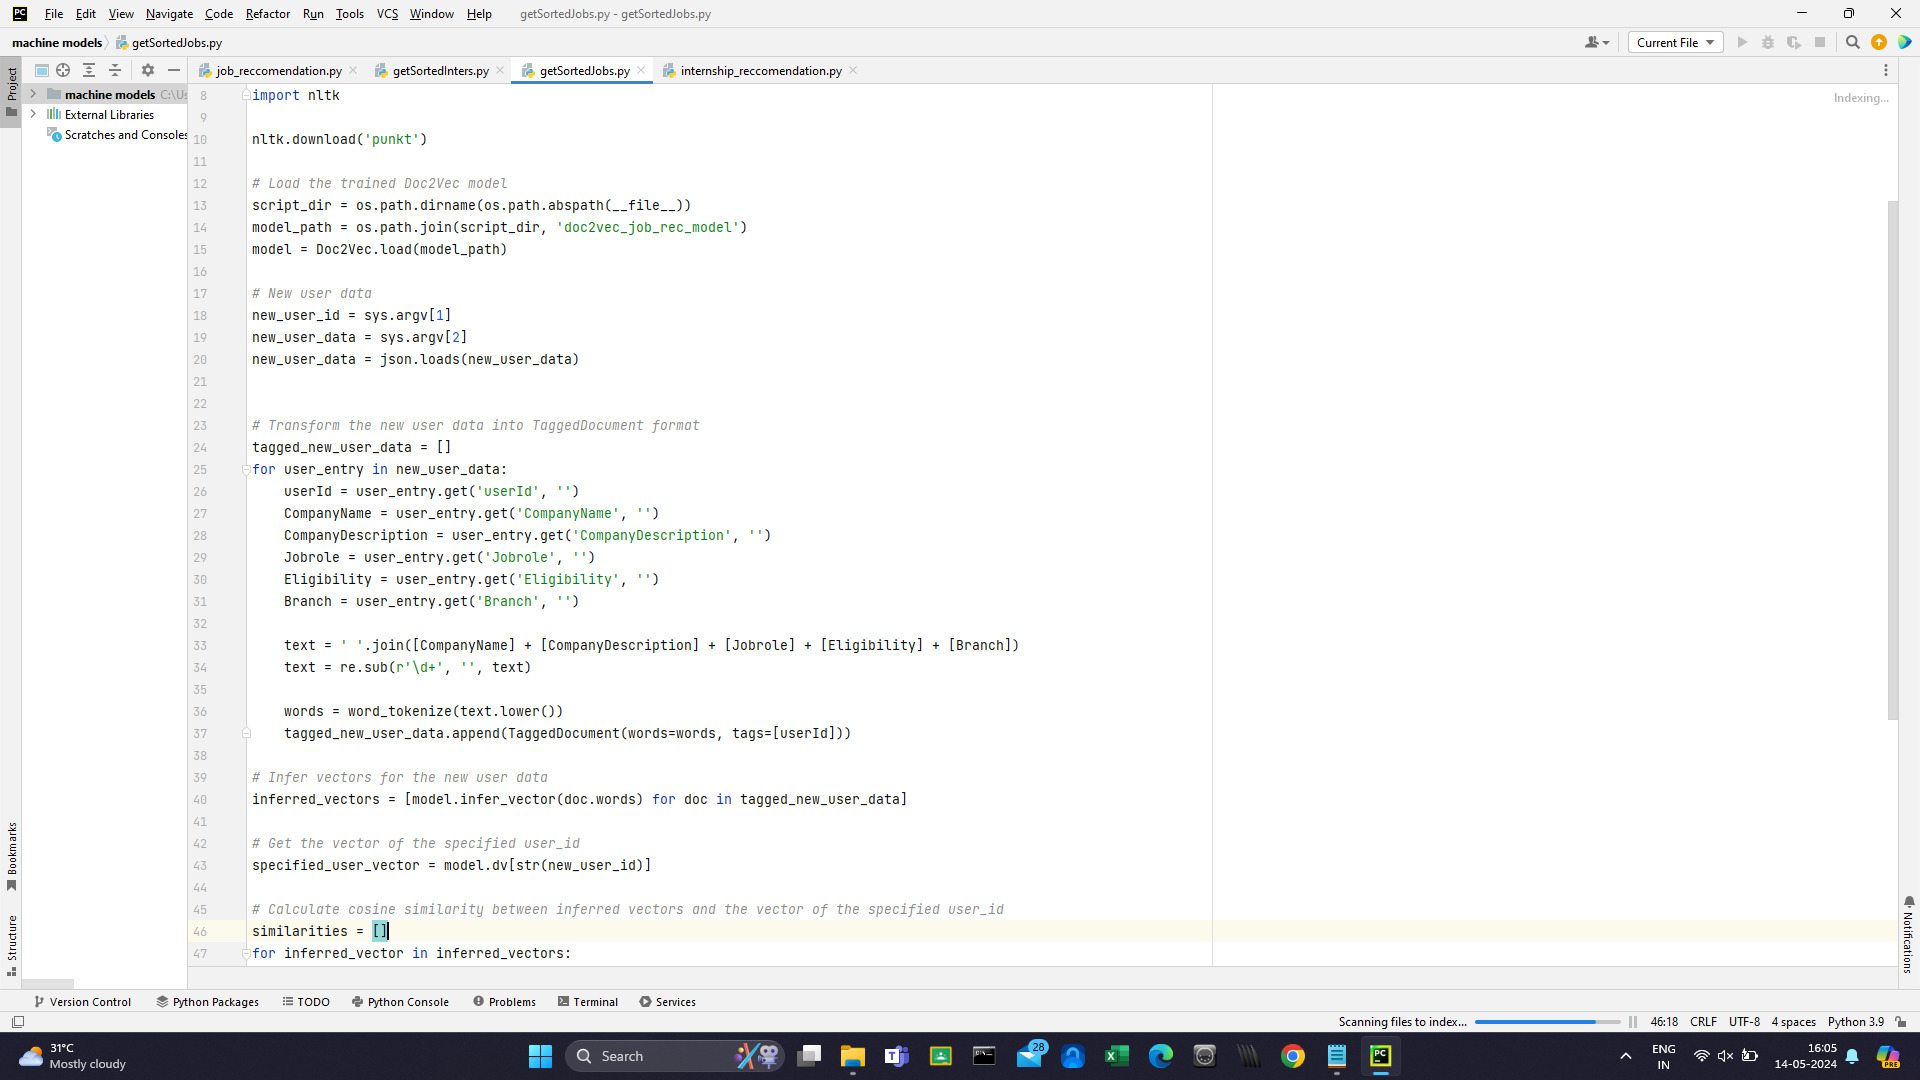 File Edit View Navigate Code Refactor Run Tools VCS Window Help getSortedJobs.py - getSortedJobs.py
machine models getSortedJobs.py Current File
Project job_reccomendation.py getSortedInters.py getSortedJobs.py internship_reccomendation.py
machine models C:\Us
External Libraries
Scratches and Consoles
Indexing...
8 import nltk
9
10 nltk.download('punkt')
11
12 # Load the trained Doc2Vec model
13 script_dir = os.path.dirname(os.path.abspath(__file__))
14 model_path = os.path.join(script_dir, 'doc2vec_job_rec_model')
15 model = Doc2Vec.load(model_path)
16
17 # New user data
18 new_user_id = sys.argv[1]
19 new_user_data = sys.argv[2]
20 new_user_data = json.loads(new_user_data)
21
22
23 # Transform the new user data into TaggedDocument format
24 tagged_new_user_data = []
25 for user_entry in new_user_data:
26 userId = user_entry.get('userId', '')
27 CompanyName = user_entry.get('CompanyName', '')
28 CompanyDescription = user_entry.get('CompanyDescription', '')
29 Jobrole = user_entry.get('Jobrole', '')
30 Eligibility = user_entry.get('Eligibility', '')
31 Branch = user_entry.get('Branch', '')
32
33 text = ' '.join([CompanyName] + [CompanyDescription] + [Jobrole] + [Eligibility] + [Branch])
34 text = re.sub(r'\d+', '', text)
35
36 words = word_tokenize(text.lower())
37 tagged_new_user_data.append(TaggedDocument(words=words, tags=[userId]))
38
39 # Infer vectors for the new user data
40 inferred_vectors = [model.infer_vector(doc.words) for doc in tagged_new_user_data]
41
42 # Get the vector of the specified user_id
43 specified_user_vector = model.dv[str(new_user_id)]
44
45 # Calculate cosine similarity between inferred vectors and the vector of the specified user_id
46 similarities = []
47 for inferred_vector in inferred_vectors:
Bookmarks
Structure
Notifications
Version Control Python Packages TODO Python Console Problems Terminal Services
Scanning files to index... 46:18 CRLF UTF-8 4 spaces Python 3.9
31°C
Mostly cloudy
Search
28
ENG
IN
16:05
14-05-2024